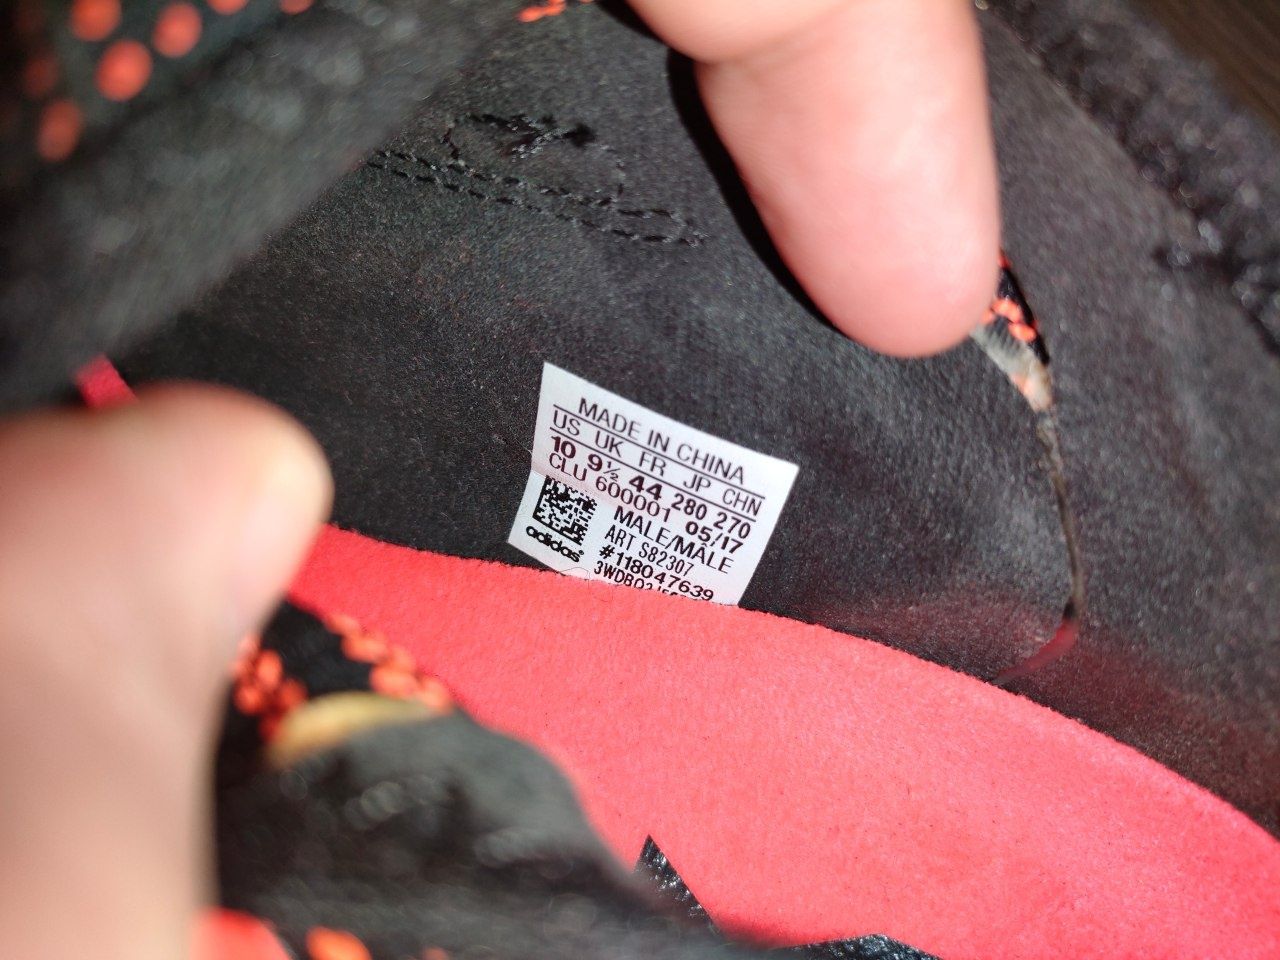 MADE IN CHINA
US UK FR JP CHN
10 9½ 44 280 270
CLU 600001 05/17
MALE/MÂLE
ART S82307
#118047639
adidas®